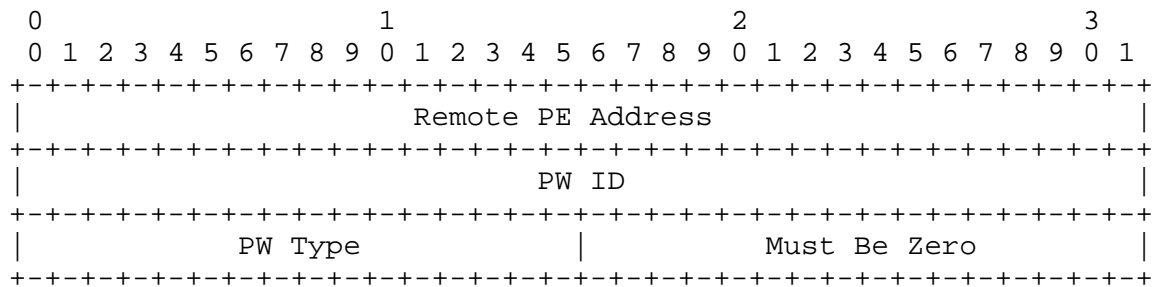 0                   1                   2                   3
 0 1 2 3 4 5 6 7 8 9 0 1 2 3 4 5 6 7 8 9 0 1 2 3 4 5 6 7 8 9 0 1
+-+-+-+-+-+-+-+-+-+-+-+-+-+-+-+-+-+-+-+-+-+-+-+-+-+-+-+-+-+-+-+-+
|                      Remote PE Address                        |
+-+-+-+-+-+-+-+-+-+-+-+-+-+-+-+-+-+-+-+-+-+-+-+-+-+-+-+-+-+-+-+-+
|                             PW ID                             |
+-+-+-+-+-+-+-+-+-+-+-+-+-+-+-+-+-+-+-+-+-+-+-+-+-+-+-+-+-+-+-+-+
|            PW Type            |          Must Be Zero         |
+-+-+-+-+-+-+-+-+-+-+-+-+-+-+-+-+-+-+-+-+-+-+-+-+-+-+-+-+-+-+-+-+